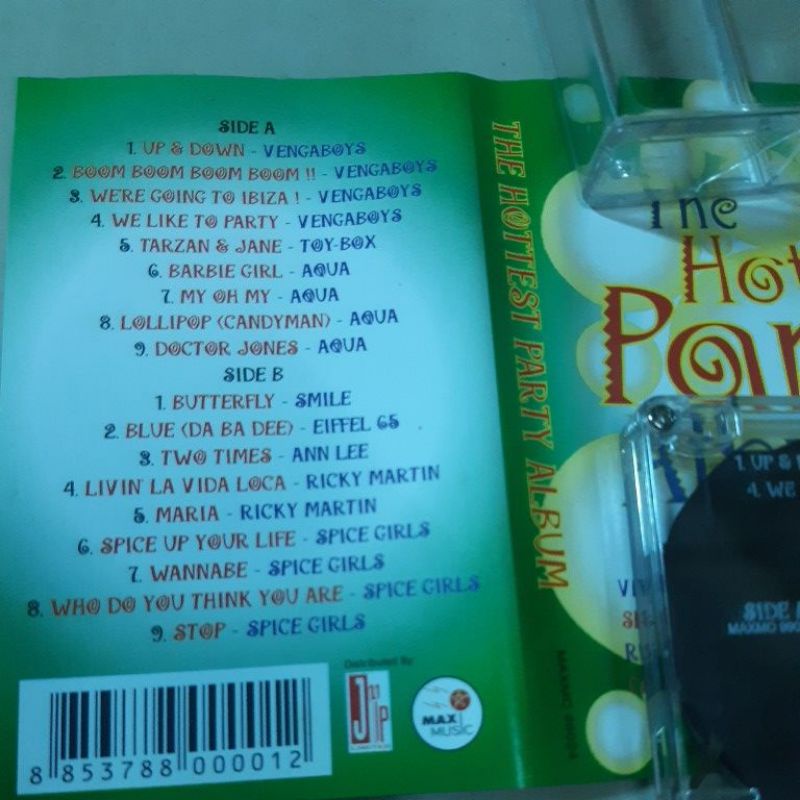 SIDE A
1. UP & DOWN - VENGABOYS
2. BOOM BOOM BOOM BOOM !! - VENGABOYS
3. WE'RE GOING TO IBIZA ! - VENGABOYS
4. WE LIKE TO PARTY - VENGABOYS
5. TARZAN & JANE - TOY-BOX
6. BARBIE GIRL - AQUA
7. MY OH MY - AQUA
8. LOLLIPOP (CANDYMAN) - AQUA
9. DOCTOR JONES - AQUA
SIDE B
1. BUTTERFLY - SMILE
2. BLUE (DA BA DEE) - EIFFEL 65
3. TWO TIMES - ANN LEE
4. LIVIN' LA VIDA LOCA - RICKY MARTIN
5. MARIA - RICKY MARTIN
6. SPICE UP YOUR LIFE - SPICE GIRLS
7. WANNABE - SPICE GIRLS
8. WHO DO YOU THINK YOU ARE - SPICE GIRLS
9. STOP - SPICE GIRLS
8 853788 000012
Distributed By
MAX
MUSIC
THE HOTTEST PARTY ALBUM
The
Hot
Par
1. UP &
4. WE
SIDE A